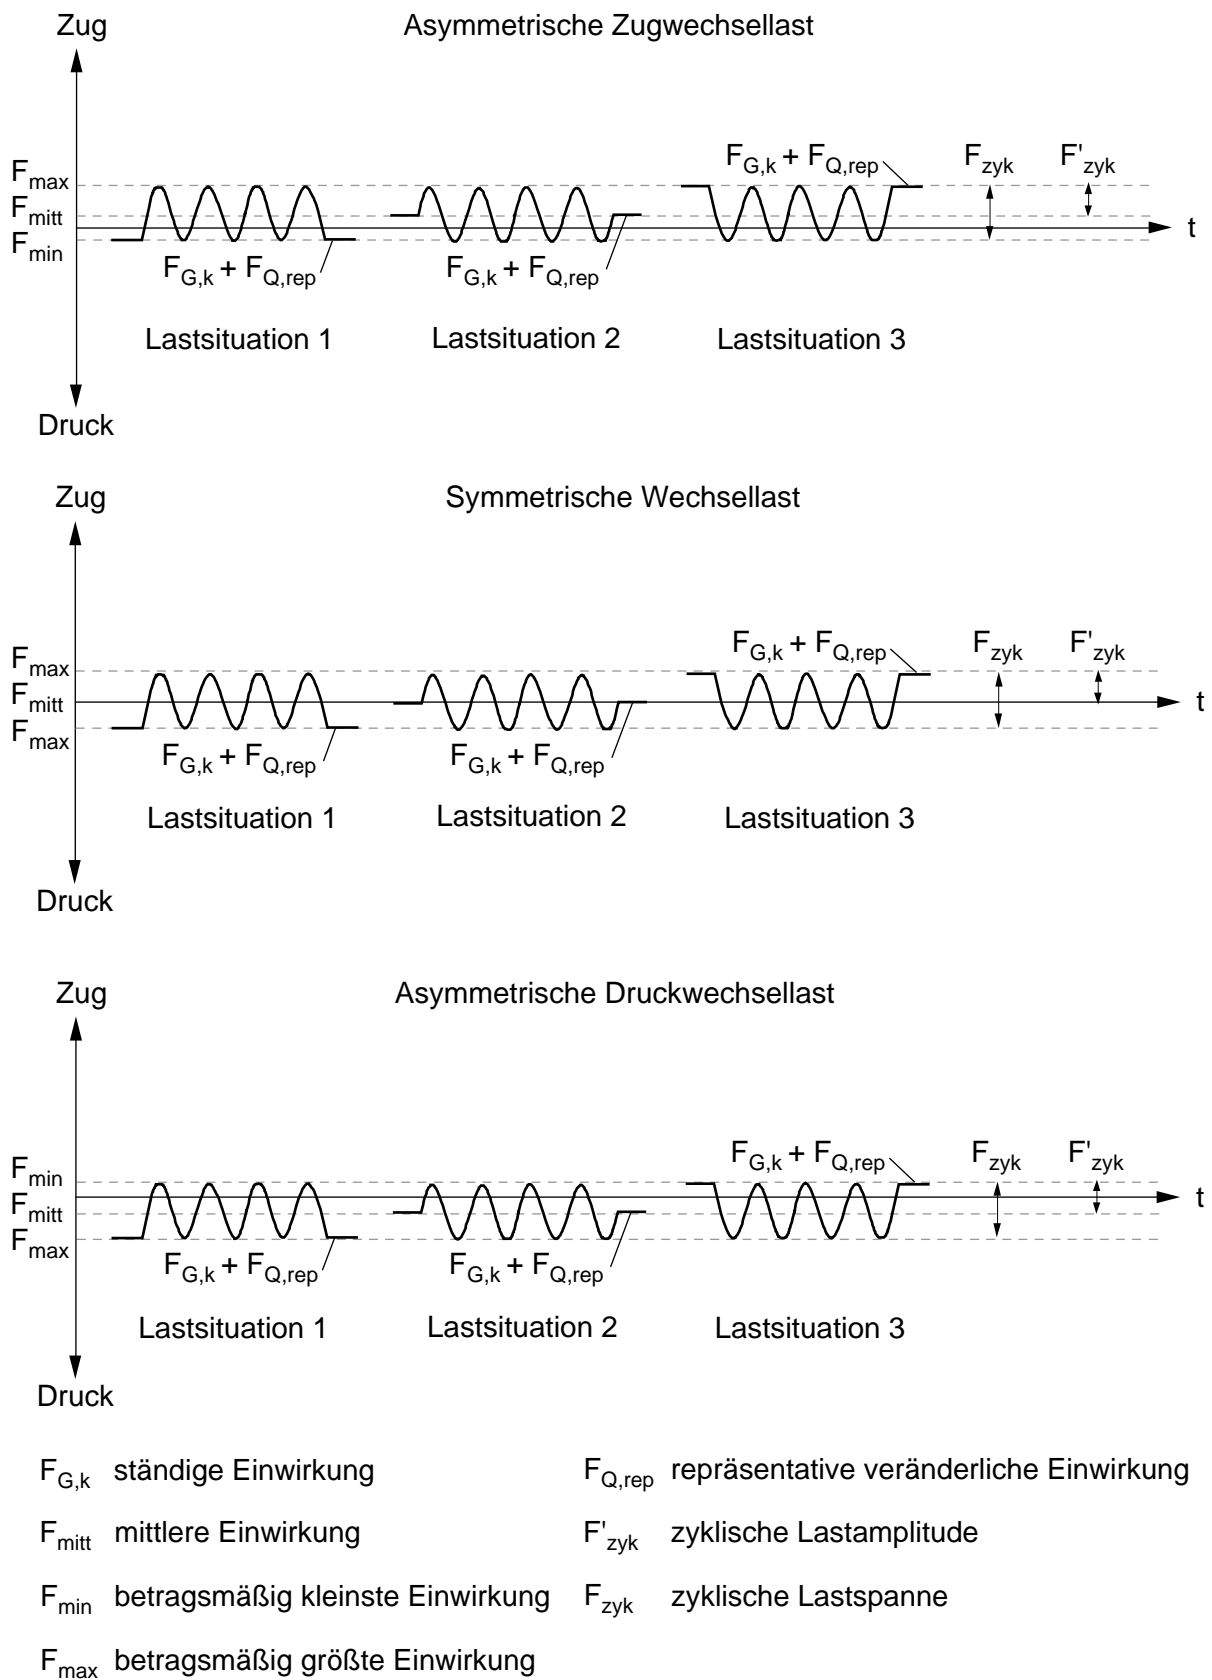 Zug Asymmetrische Zugwechsellast
F_G,k + F_Q,rep F_zyk F'_zyk
F_max
F_mitt
F_min
t
F_G,k + F_Q,rep F_G,k + F_Q,rep
Lastsituation 1 Lastsituation 2 Lastsituation 3
Druck
Zug Symmetrische Wechsellast
F_G,k + F_Q,rep F_zyk F'_zyk
F_max
F_mitt
t
F_max
F_G,k + F_Q,rep F_G,k + F_Q,rep
Lastsituation 1 Lastsituation 2 Lastsituation 3
Druck
Zug Asymmetrische Druckwechsellast
F_G,k + F_Q,rep F_zyk F'_zyk
F_min
t
F_mitt
F_max
F_G,k + F_Q,rep F_G,k + F_Q,rep
Lastsituation 1 Lastsituation 2 Lastsituation 3
Druck
F_G,k ständige Einwirkung F_Q,rep repräsentative veränderliche Einwirkung
F_mitt mittlere Einwirkung F'_zyk zyklische Lastamplitude
F_min betragsmäßig kleinste Einwirkung F_zyk zyklische Lastspanne
F_max betragsmäßig größte Einwirkung